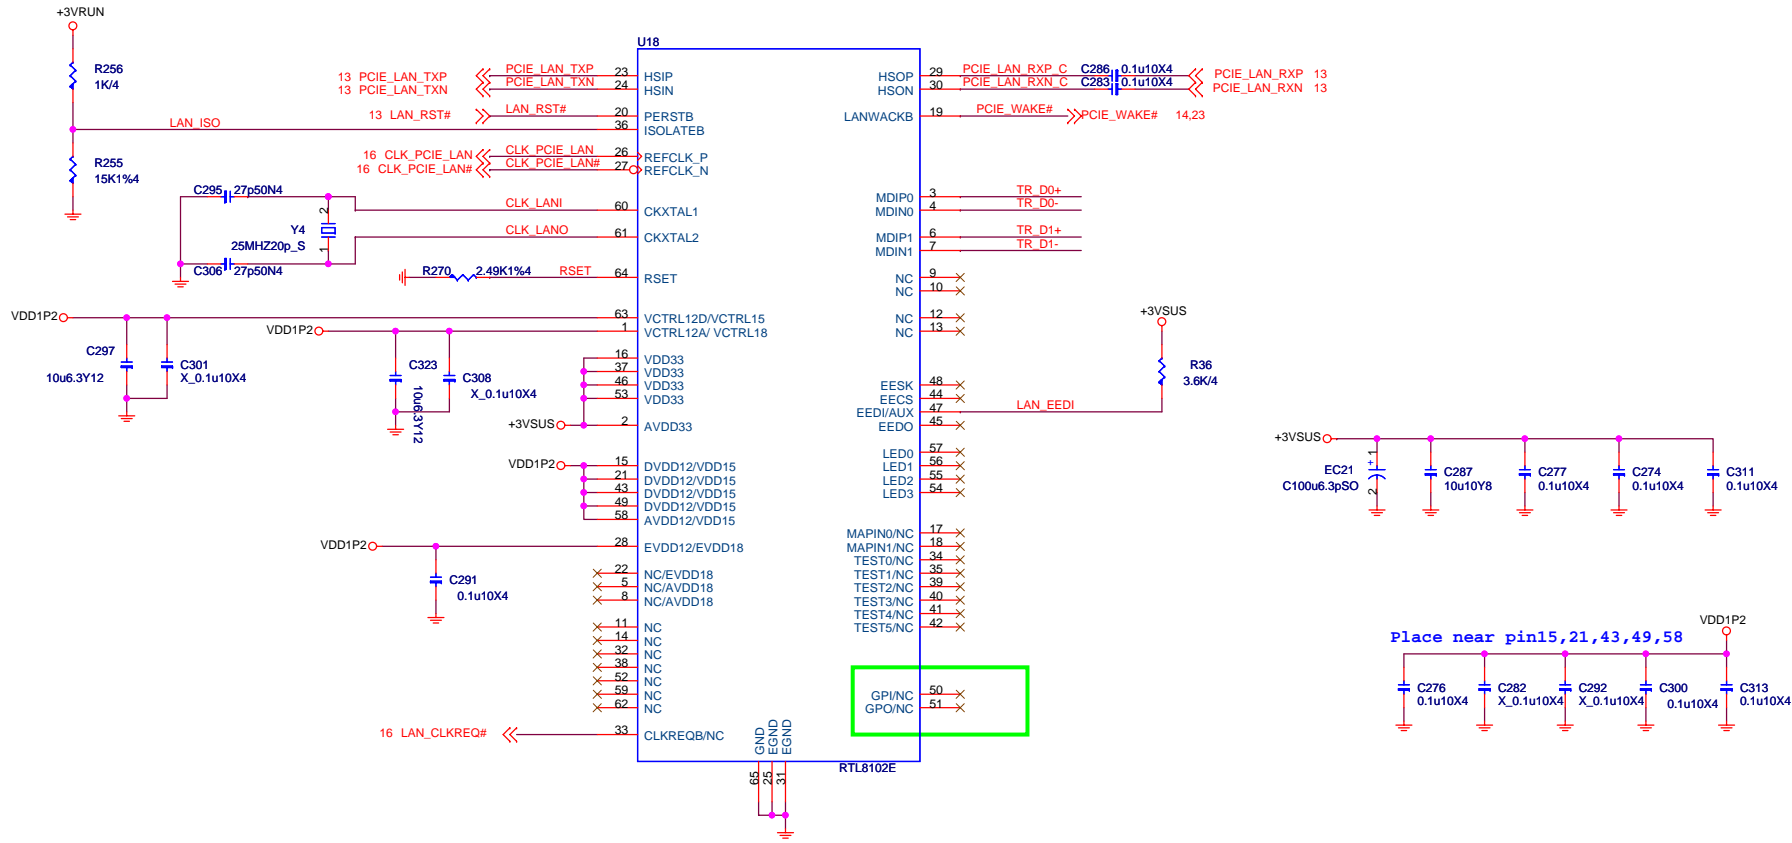 +3VRUN
R256
1K/4
LAN_ISO
R255
15K1%4
13 PCIE_LAN_TXP
13 PCIE_LAN_TXN
13 LAN_RST#
16 CLK_PCIE_LAN
16 CLK_PCIE_LAN#
PCIE_LAN_TXP
PCIE_LAN_TXN
LAN_RST#
CLK_PCIE_LAN
CLK_PCIE_LAN#
C295 27p50N4
2
Y4
25MHZ20p_S
1
C306 27p50N4
CLK_LANI
CLK_LANO
R270 2.49K1%4 RSET
VDD1P2
C297
10u6.3Y12
C301
X_0.1u10X4
VDD1P2
C323
10u6.3Y12
C308
X_0.1u10X4
+3VSUS
VDD1P2
VDD1P2
C291
0.1u10X4
16 LAN_CLKREQ#
U18
23 HSIP
24 HSIN
20 PERSTB
36 ISOLATEB
26 REFCLK_P
27 REFCLK_N
60 CKXTAL1
61 CKXTAL2
64 RSET
63 VCTRL12D/VCTRL15
1 VCTRL12A/ VCTRL18
16 VDD33
37 VDD33
46 VDD33
53 VDD33
2 AVDD33
15 DVDD12/VDD15
21 DVDD12/VDD15
43 DVDD12/VDD15
49 DVDD12/VDD15
58 AVDD12/VDD15
28 EVDD12/EVDD18
22 NC/EVDD18
5 NC/AVDD18
8 NC/AVDD18
11 NC
14 NC
32 NC
38 NC
52 NC
59 NC
62 NC
33 CLKREQB/NC
GND
EGND
EGND
65
25
31
RTL8102E
HSOP 29
HSON 30
LANWACKB 19
MDIP0 3
MDIN0 4
MDIP1 6
MDIN1 7
NC 9
NC 10
NC 12
NC 13
EESK 48
EECS 44
EEDI/AUX 47
EEDO 45
LED0 57
LED1 56
LED2 55
LED3 54
MAPIN0/NC 17
MAPIN1/NC 18
TEST0/NC 34
TEST1/NC 35
TEST2/NC 39
TEST3/NC 40
TEST4/NC 41
TEST5/NC 42
GPI/NC 50
GPO/NC 51
PCIE_LAN_RXP_C C286 0.1u10X4 PCIE_LAN_RXP 13
PCIE_LAN_RXN_C C283 0.1u10X4 PCIE_LAN_RXN 13
PCIE_WAKE# PCIE_WAKE# 14,23
TR_D0+
TR_D0-
TR_D1+
TR_D1-
+3VSUS
R36
3.6K/4
LAN_EEDI
+3VSUS
1
+
EC21
C100u6.3pSO
2
C287
10u10Y8
C277
0.1u10X4
C274
0.1u10X4
C311
0.1u10X4
VDD1P2
Place near pin15,21,43,49,58
C276
0.1u10X4
C282
X_0.1u10X4
C292
X_0.1u10X4
C300
0.1u10X4
C313
0.1u10X4